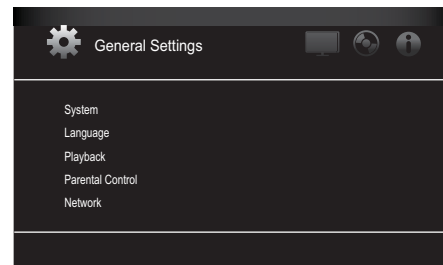 General Settings
System
Language
Playback
Parental Control
Network